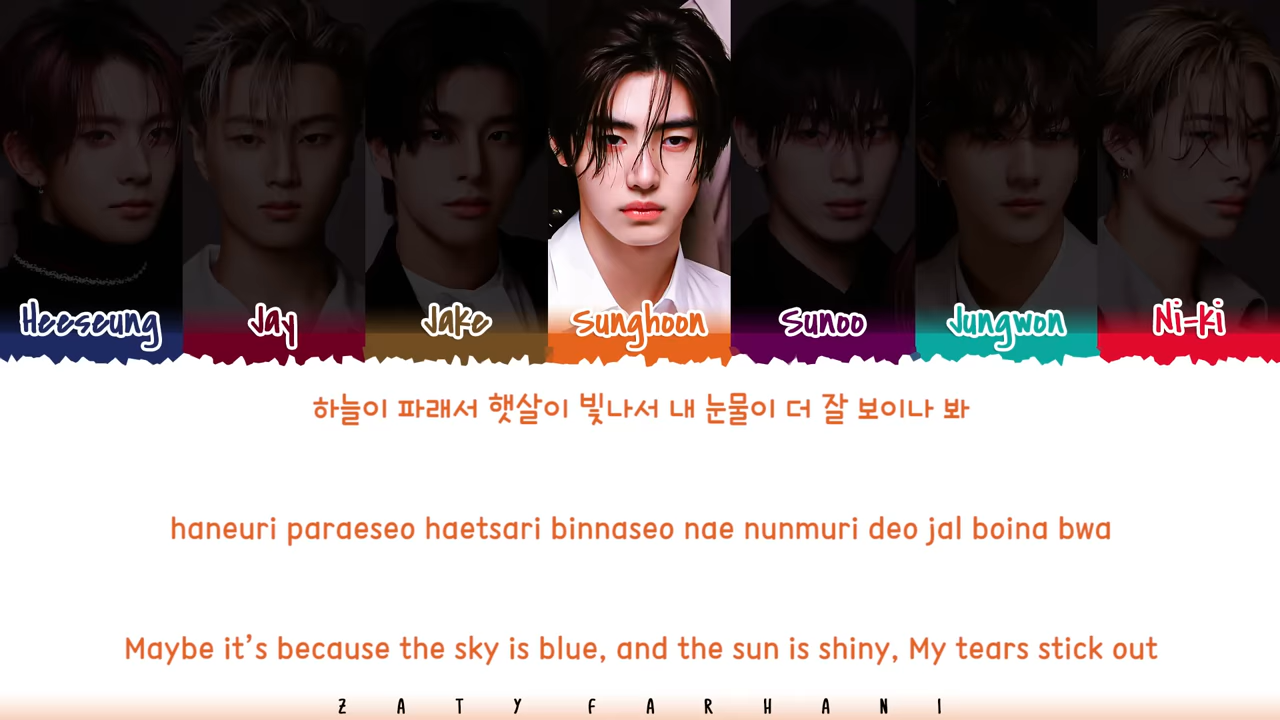 Heeseung Jay Jake Sunghoon Sunoo Jungwon Ni-ki
하늘이 파래서 햇살이 빛나서 내 눈물이 더 잘 보이나 봐
haneuri paraeseo haetsari binnaseo nae nunmuri deo jal boina bwa
Maybe it's because the sky is blue, and the sun is shiny, My tears stick out
ZATY FARHANI